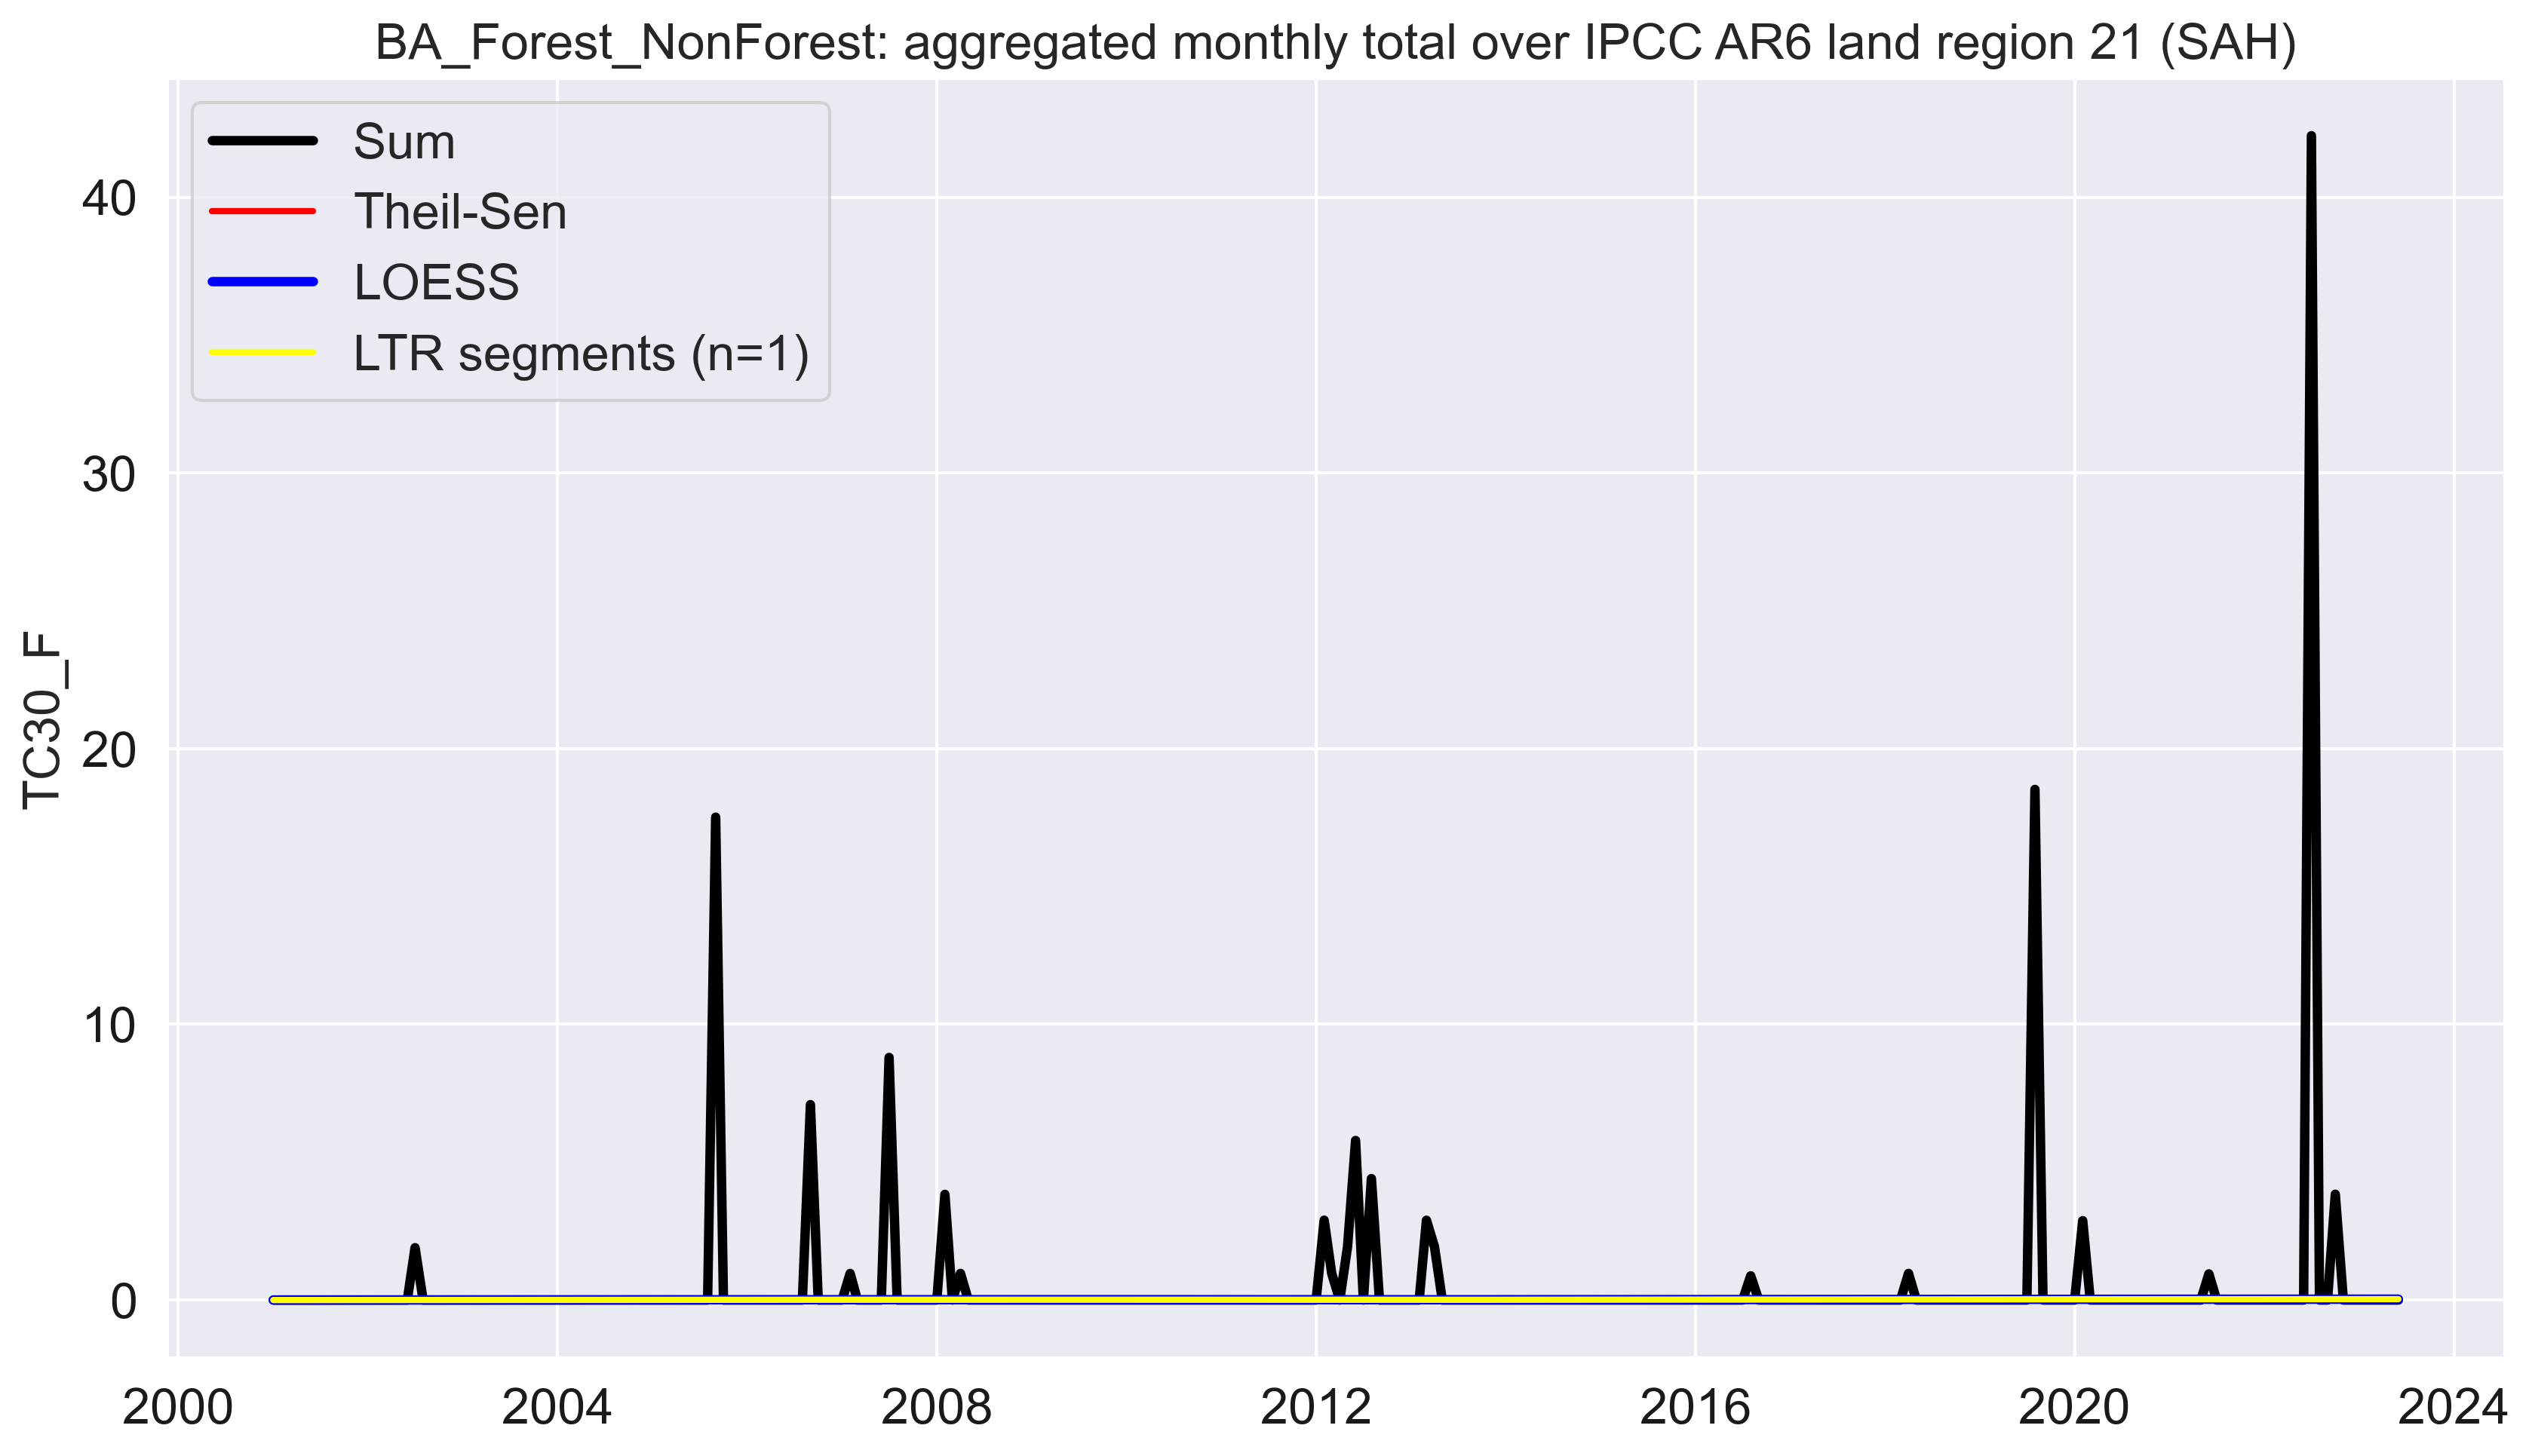 BA_Forest_NonForest: aggregated monthly total over IPCC AR6 land region 21 (SAH)
Sum
Theil-Sen
LOESS
LTR segments (n=1)
TC30_F
40
30
20
10
0
2000 2004 2008 2012 2016 2020 2024